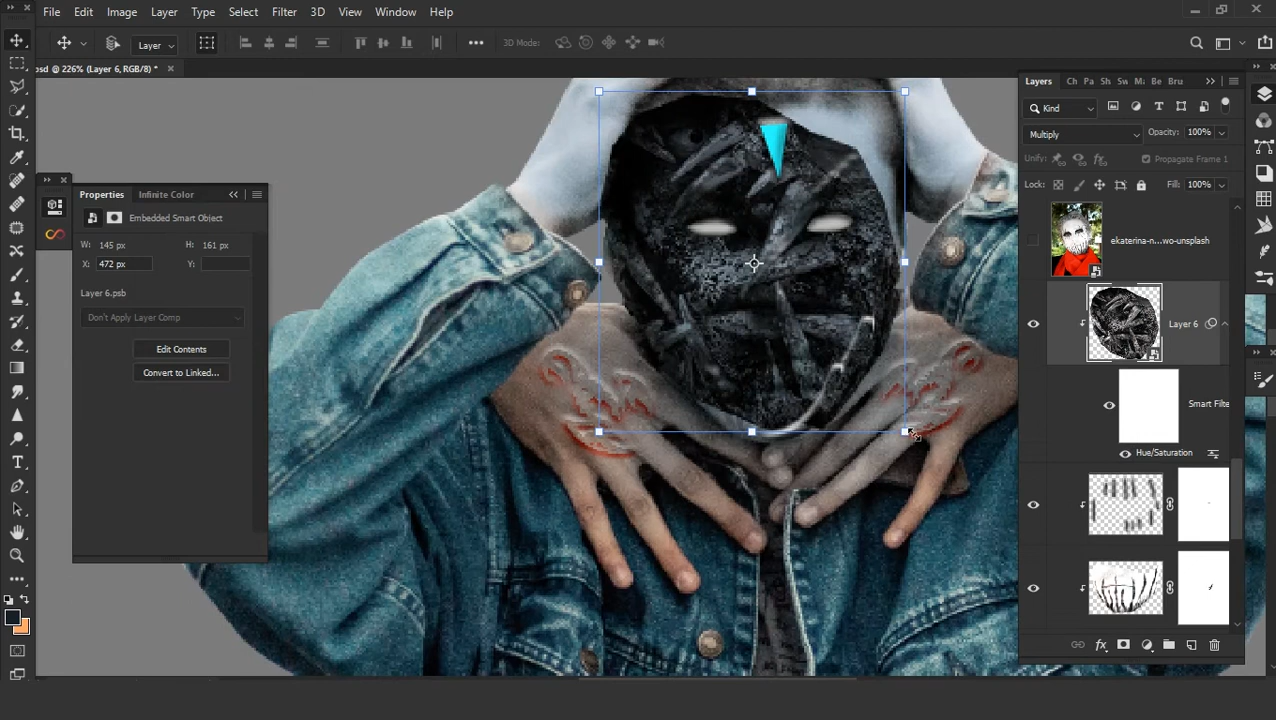 File Edit Image Layer Type Select Filter 3D View Window Help
Layer 3D Mode:
psd @ 226% (Layer 6, RGB/8) *
Layers Ch Pa Sh Sw Be Bru
Kind
Multiply Opacity: 100%
Unify: Propagate Frame 1
Lock: Fill: 100%
ekaterina-n...wo-unsplash
Layer 6
Smart Filte
Hue/Saturation
Properties Infinite Color
Embedded Smart Object
W: 145 px H: 161 px
X: 472 px Y:
Layer 6.psb
Don't Apply Layer Comp
Edit Contents
Convert to Linked...